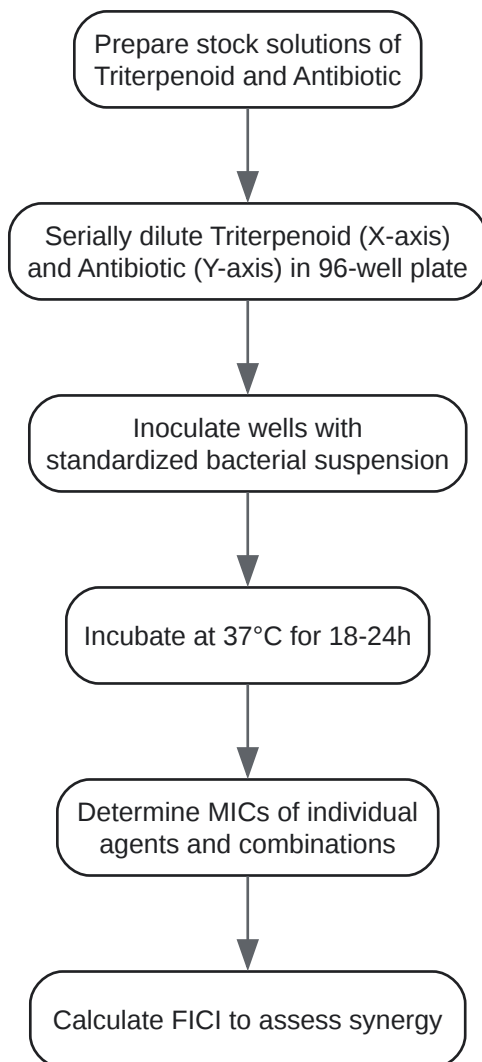 Prepare stock solutions of
Triterpenoid and Antibiotic
Serially dilute Triterpenoid (X-axis)
and Antibiotic (Y-axis) in 96-well plate
Inoculate wells with
standardized bacterial suspension
Incubate at 37°C for 18-24h
Determine MICs of individual
agents and combinations
Calculate FICI to assess synergy